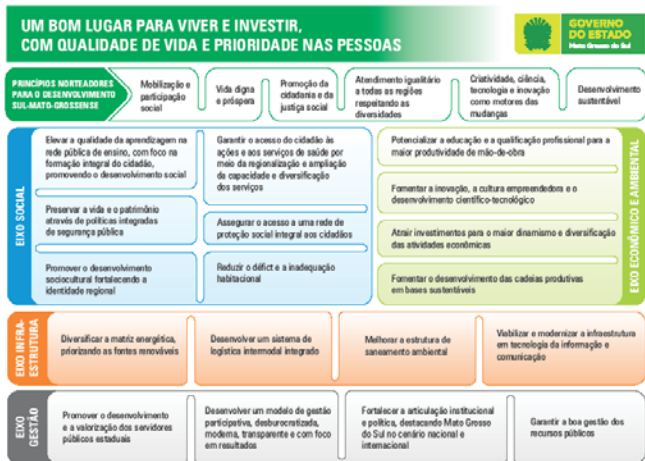 UM BOM LUGAR PARA VIVER E INVESTIR,
COM QUALIDADE DE VIDA E PRIORIDADE NAS PESSOAS
GOVERNO
DO ESTADO
Mato Grosso do Sul
PRINCÍPIOS NORTEADORES
PARA O DESENVOLVIMENTO
SUL-MATO-GROSSENSE
Mobilização e
participação
social
Vida digna
e próspera
Promoção da
cidadania e da
justiça social
Atendimento igualitário
a todas as regiões
respeitando as
diversidades
Criatividade, ciência,
tecnologia e inovação
como motores das
mudanças
Desenvolvimento
sustentável
EIXO SOCIAL
Elevar a qualidade da aprendizagem na
rede pública de ensino, com foco na
formação integral do cidadão,
promovendo o desenvolvimento social
Garantir o acesso do cidadão às
ações e aos serviços de saúde por
meio da regionalização e ampliação
da capacidade e diversificação
dos serviços
Preservar a vida e o patrimônio
através de políticas integradas
de segurança pública
Assegurar o acesso a uma rede de
proteção social integral aos cidadãos
Promover o desenvolvimento
sociocultural fortalecendo a
identidade regional
Reduzir o déficit e a inadequação
habitacional
Potencializar a educação e a qualificação profissional para a
maior produtividade de mão-de-obra
Fomentar a inovação, a cultura empreendedora e o
desenvolvimento científico-tecnológico
Atrair investimentos para o maior dinamismo e diversificação
das atividades econômicas
Fomentar o desenvolvimento das cadeias produtivas
em bases sustentáveis
EIXO ECONÔMICO E AMBIENTAL
EIXO INFRA-
ESTRUTURA
Diversificar a matriz energética,
priorizando as fontes renováveis
Desenvolver um sistema de
logística intermodal integrado
Melhorar a estrutura de
saneamento ambiental
Viabilizar e modernizar a infraestrutura
em tecnologia da informação e
comunicação
EIXO
GESTÃO
Promover o desenvolvimento
e a valorização dos servidores
públicos estaduais
Desenvolver um modelo de gestão
participativa, desburocratizada,
moderna, transparente e com foco
em resultados
Fortalecer a articulação institucional
e política, destacando Mato Grosso
do Sul no cenário nacional e
internacional
Garantir a boa gestão dos
recursos públicos